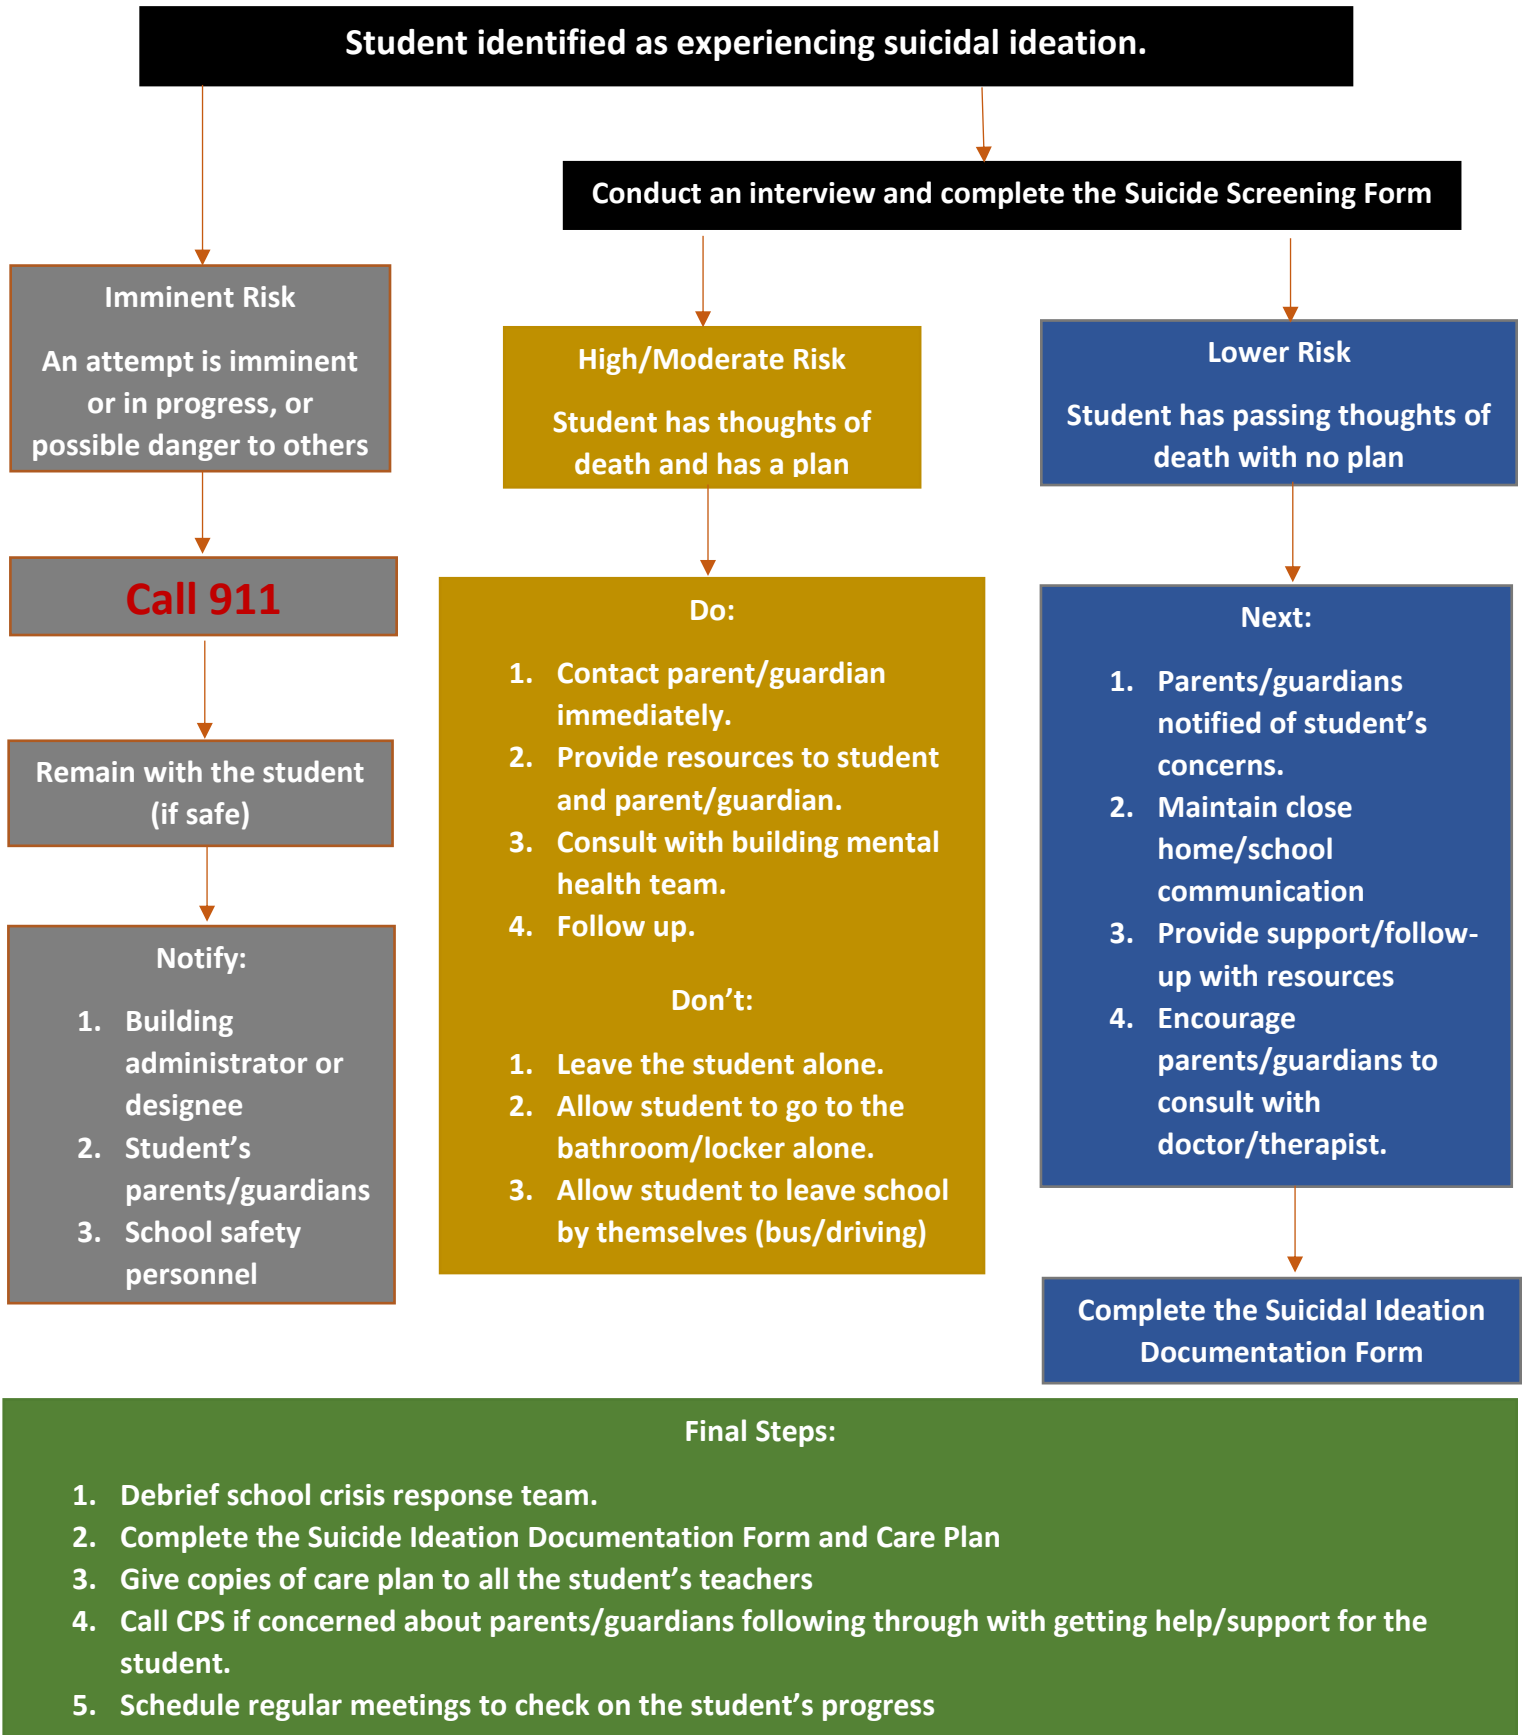 Student identified as experiencing suicidal ideation.
Conduct an interview and complete the Suicide Screening Form
Imminent Risk
An attempt is imminent
or in progress, or
possible danger to others
Call 911
Remain with the student
(if safe)
Notify:
1. Building
administrator or
designee
2. Student’s
parents/guardians
3. School safety
personnel
High/Moderate Risk
Student has thoughts of
death and has a plan
Do:
1. Contact parent/guardian
immediately.
2. Provide resources to student
and parent/guardian.
3. Consult with building mental
health team.
4. Follow up.
Don’t:
1. Leave the student alone.
2. Allow student to go to the
bathroom/locker alone.
3. Allow student to leave school
by themselves (bus/driving)
Lower Risk
Student has passing thoughts of
death with no plan
Next:
1. Parents/guardians
notified of student’s
concerns.
2. Maintain close
home/school
communication
3. Provide support/follow-
up with resources
4. Encourage
parents/guardians to
consult with
doctor/therapist.
Complete the Suicidal Ideation
Documentation Form
Final Steps:
1. Debrief school crisis response team.
2. Complete the Suicide Ideation Documentation Form and Care Plan
3. Give copies of care plan to all the student’s teachers
4. Call CPS if concerned about parents/guardians following through with getting help/support for the
student.
5. Schedule regular meetings to check on the student’s progress